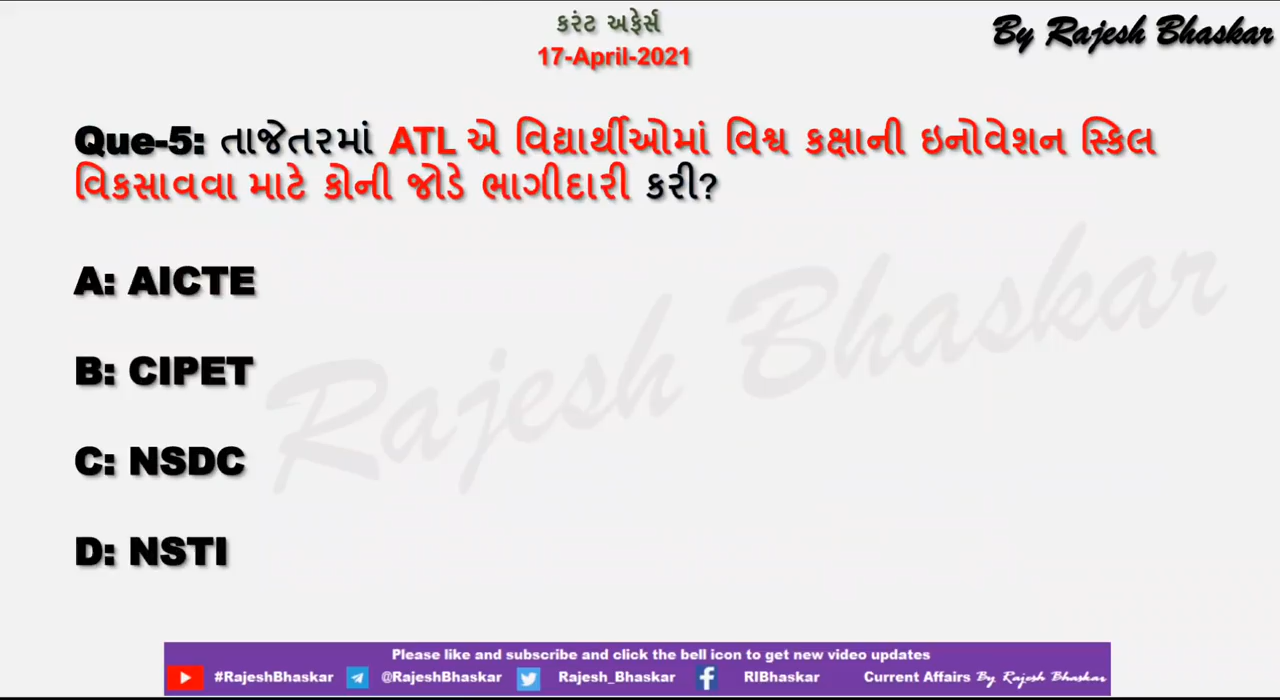 કરંટ અફેર્સ
17-April-2021
By Rajesh Bhaskar
Que-5: તાજેતરમાં ATL એ વિદ્યાર્થીઓમાં વિશ્વ કક્ષાની ઇનોવેશન સ્કિલ
વિકસાવવા માટે કોની જોડે ભાગીદારી કરી?
A: AICTE
B: CIPET
C: NSDC
D: NSTI
Rajesh Bhaskar
Please like and subscribe and click the bell icon to get new video updates
#RajeshBhaskar @RajeshBhaskar Rajesh_Bhaskar RIBhaskar Current Affairs By Rajesh Bhaskar